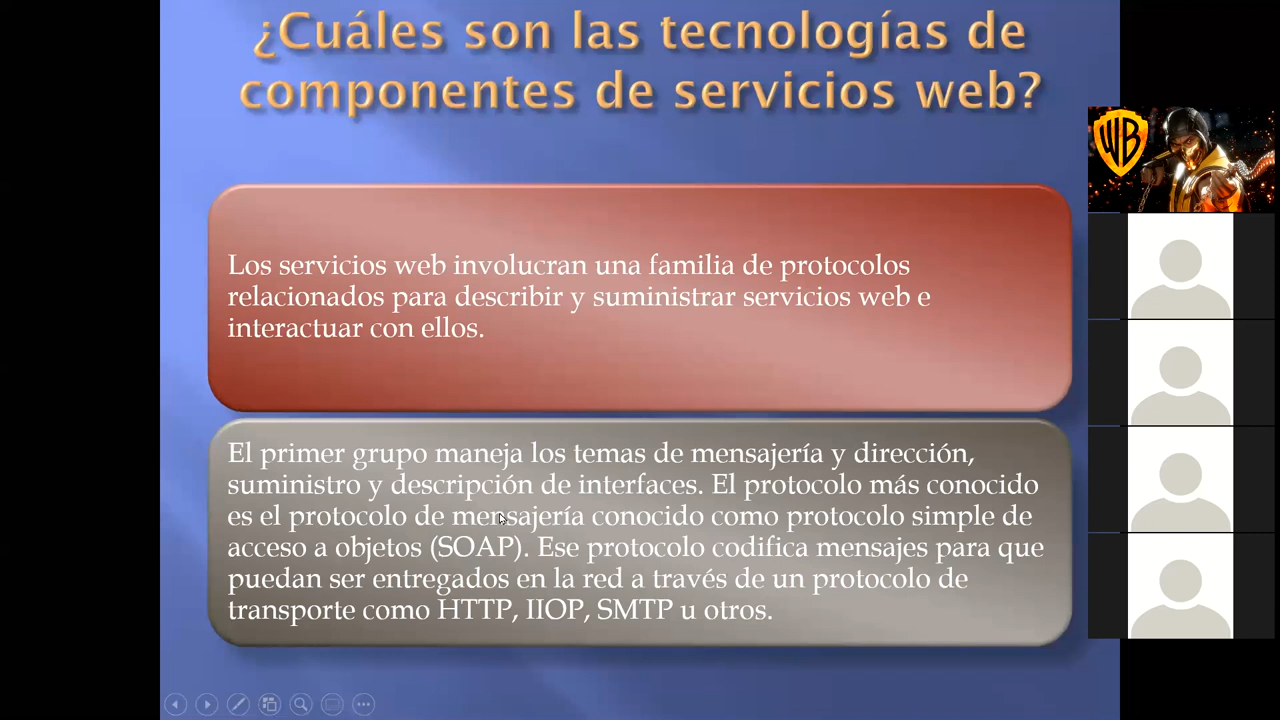 ¿Cuáles son las tecnologías de
componentes de servicios web?
Los servicios web involucran una familia de protocolos
relacionados para describir y suministrar servicios web e
interactuar con ellos.
El primer grupo maneja los temas de mensajería y dirección,
suministro y descripción de interfaces. El protocolo más conocido
es el protocolo de mensajería conocido como protocolo simple de
acceso a objetos (SOAP). Ese protocolo codifica mensajes para que
puedan ser entregados en la red a través de un protocolo de
transporte como HTTP, IIOP, SMTP u otros.
WB